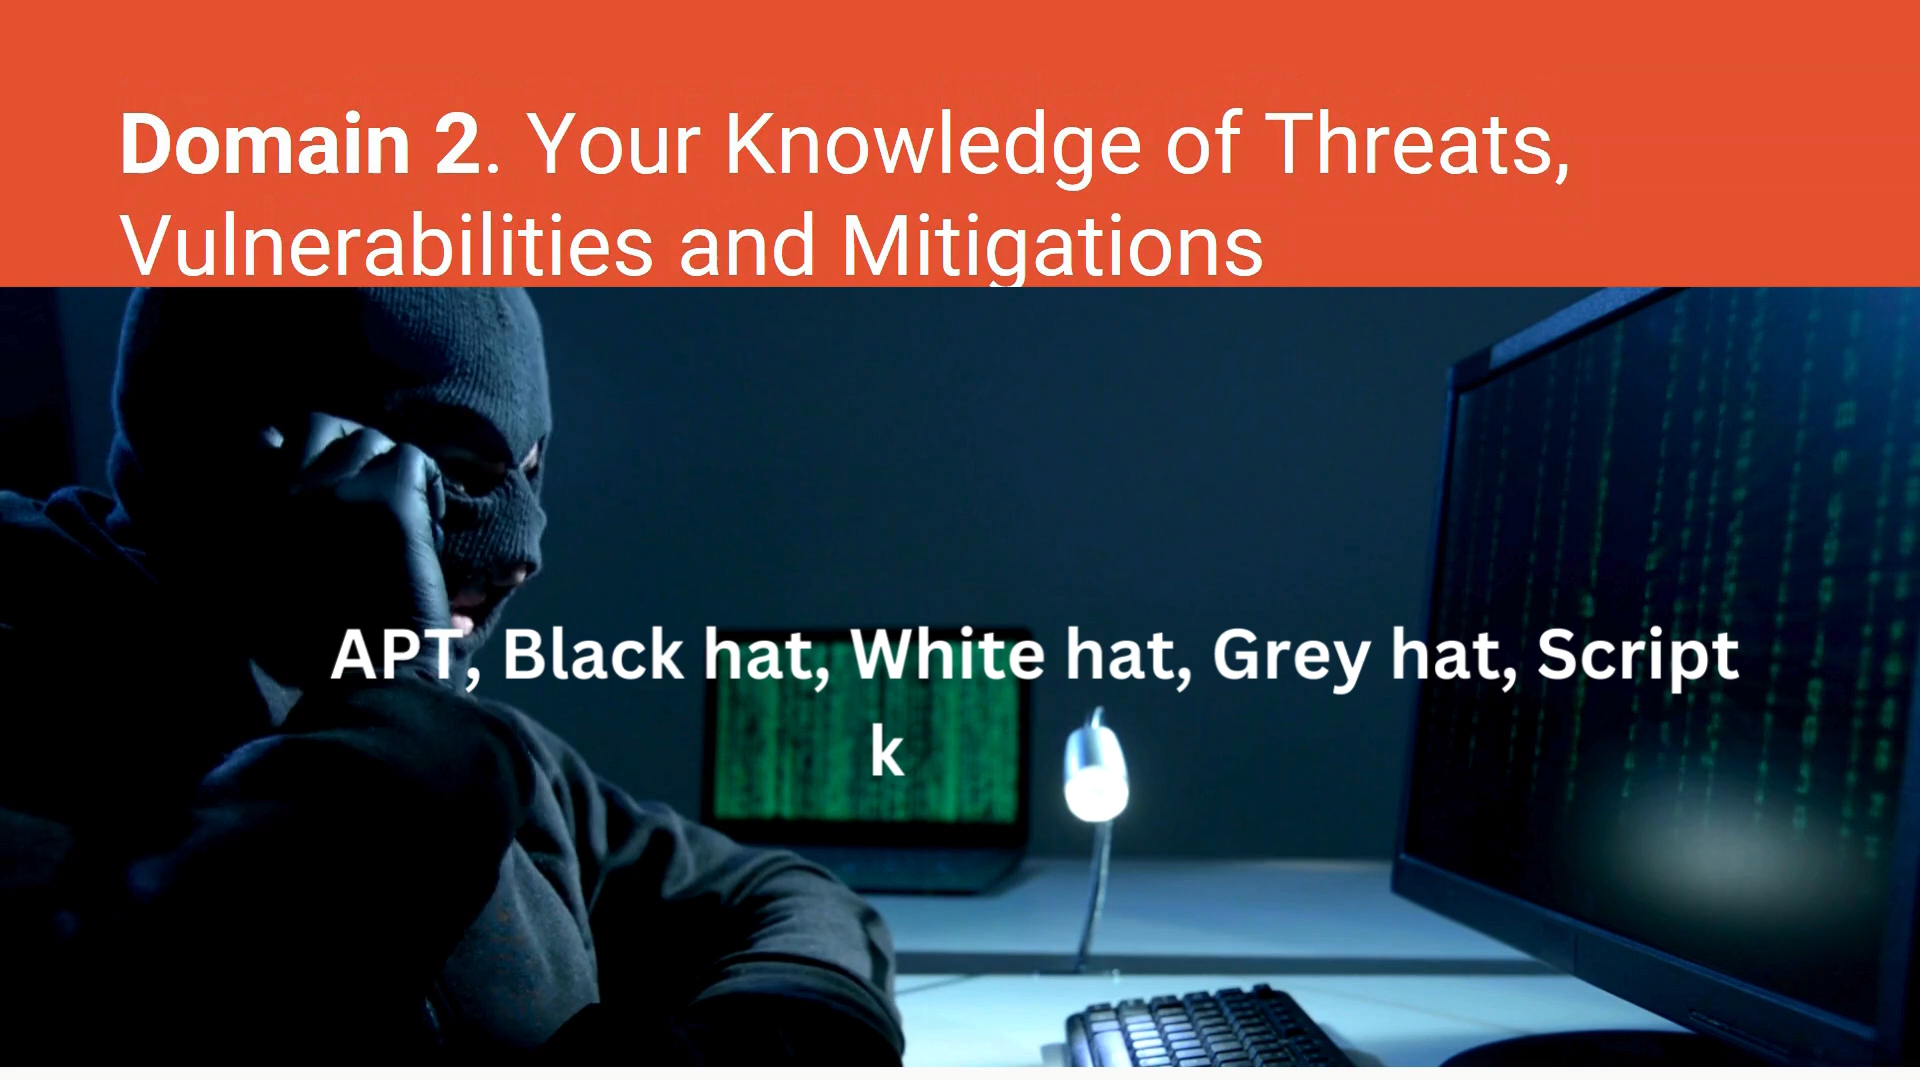 Domain 2. Your Knowledge of Threats,
Vulnerabilities and Mitigations
APT, Black hat, White hat, Grey hat, Script
k